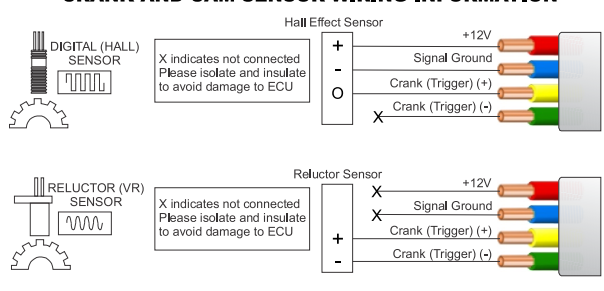 CRANK AND CAM SENSOR WIRING INFORMATION
Hall Effect Sensor
DIGITAL (HALL)
SENSOR
X indicates not connected
Please isolate and insulate
to avoid damage to ECU
+
-
O
+12V
Signal Ground
Crank (Trigger) (+)
Crank (Trigger) (-)
X
Reluctor Sensor
RELUCTOR (VR)
SENSOR
X indicates not connected
Please isolate and insulate
to avoid damage to ECU
+
-
X
+12V
X
Signal Ground
Crank (Trigger) (+)
Crank (Trigger) (-)